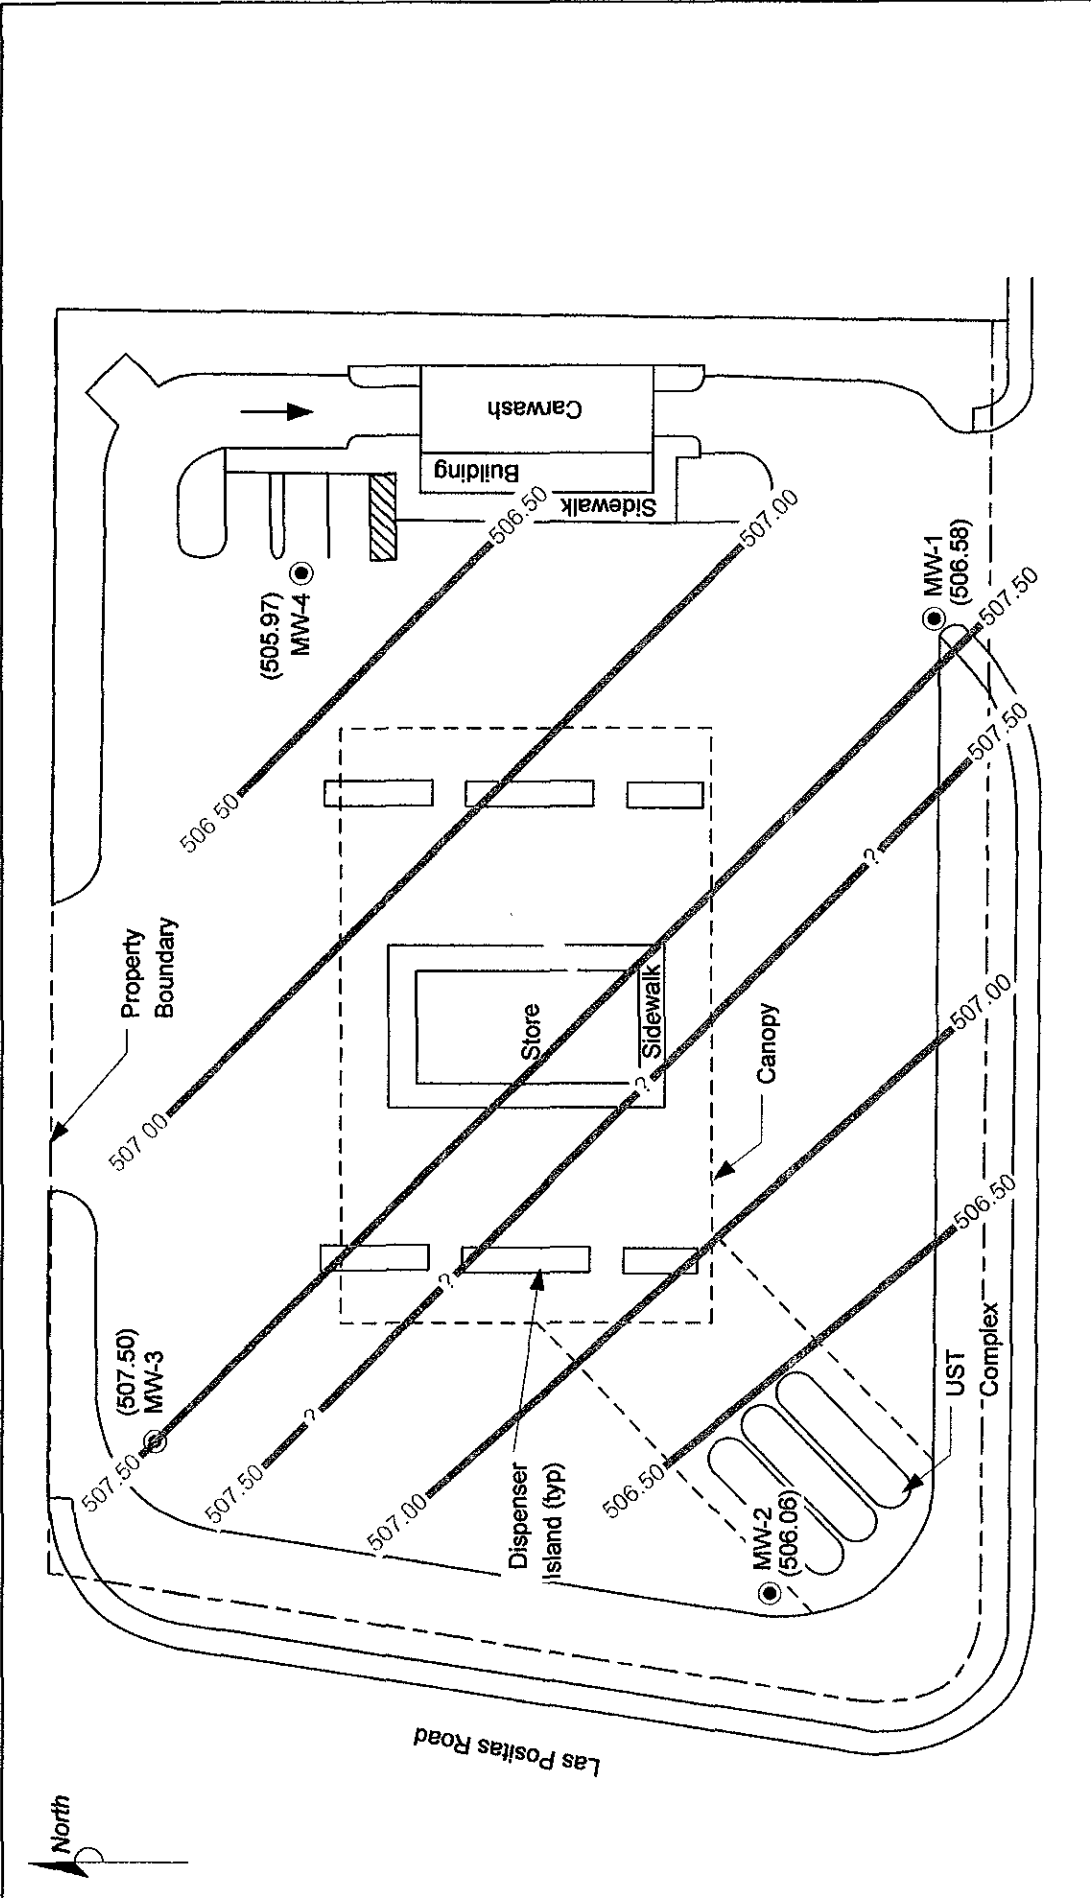 Carwash
Building
Sidewalk
506.50
507.00
(505.97)
MW-4
MW-1
(506.58)
507.50
506 50
507.50
?
Property
Boundary
507 00
Store
Sidewalk
?
Canopy
507.00
?
506.50
(507.50)
MW-3
507.50
?
507.50
507.00
Dispenser
Island (typ)
506.50
MW-2
(506.06)
UST
Complex
Las Positas Road
North